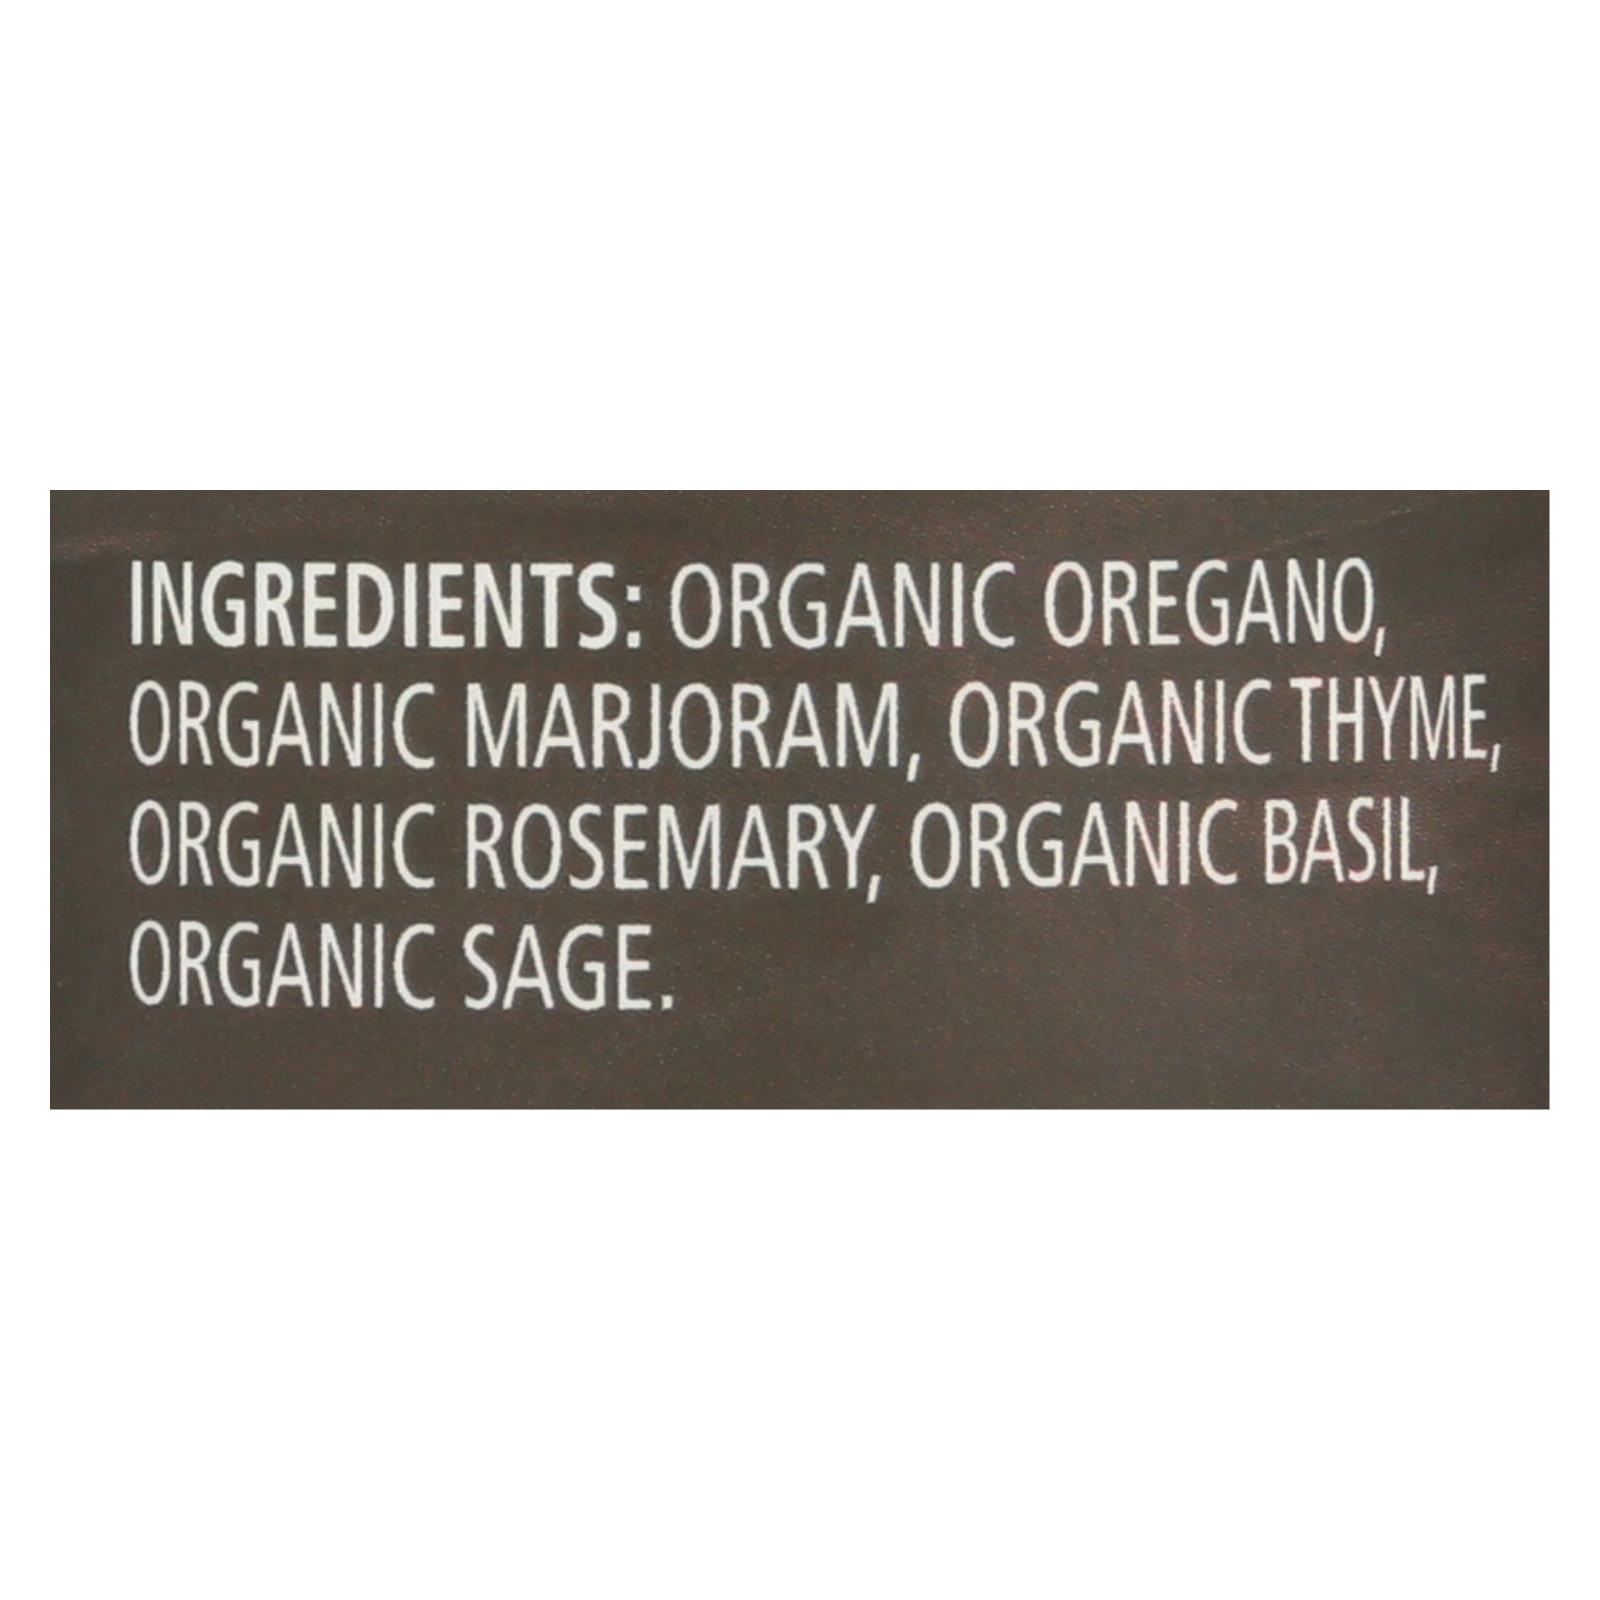 INGREDIENTS: ORGANIC OREGANO,
ORGANIC MARJORAM, ORGANIC THYME,
ORGANIC ROSEMARY, ORGANIC BASIL,
ORGANIC SAGE.